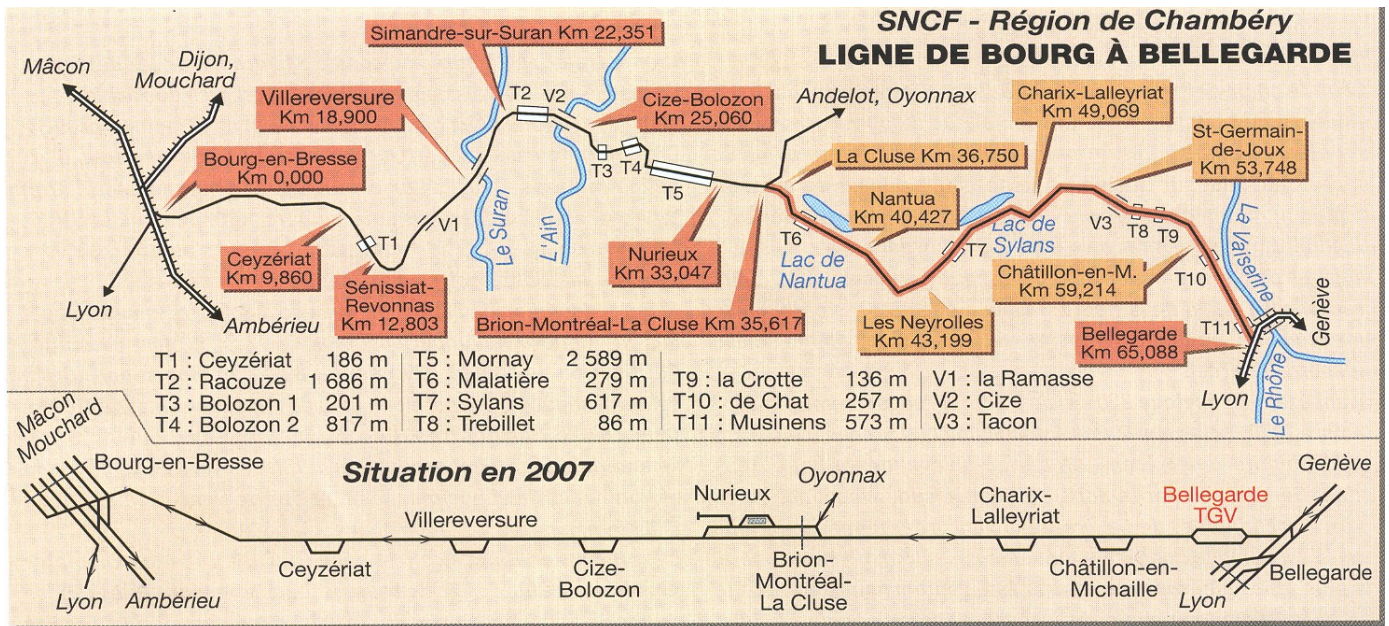 SNCF - Région de Chambéry
LIGNE DE BOURG À BELLEGARDE
Mâcon
Dijon,
Mouchard
Simandre-sur-Suran Km 22,351
Villereversure
Km 18,900
T2
V2
Cize-Bolozon
Km 25,060
Andelot, Oyonnax
Charix-Lalleyriat
Km 49,069
St-Germain-
de-Joux
Km 53,748
Bourg-en-Bresse
Km 0,000
La Cluse Km 36,750
T3
T4
T5
Nantua
Km 40,427
V3
T8
T9
La Valserine
V1
T1
Le Suran
L'Ain
T6
Lac de
Nantua
T7
Lac de
Sylans
Ceyzériat
Km 9,860
Nurieux
Km 33,047
Châtillon-en-M.
Km 59,214
T10
Sénissiat-
Revonnas
Km 12,803
Lyon
Ambérieu
Brion-Montréal-La Cluse Km 35,617
Les Neyrolles
Km 43,199
Bellegarde
Km 65,088
T11
Genève
Lyon
Le Rhône
T1 : Ceyzériat 186 m
T2 : Racouze 1 686 m
T3 : Bolozon 1 201 m
T4 : Bolozon 2 817 m
T5 : Mornay 2 589 m
T6 : Malatière 279 m
T7 : Sylans 617 m
T8 : Trebillet 86 m
T9 : la Crotte 136 m
T10 : de Chat 257 m
T11 : Musinens 573 m
V1 : la Ramasse
V2 : Cize
V3 : Tacon
Mâcon
Mouchard
Bourg-en-Bresse
Situation en 2007
Nurieux
Oyonnax
Charix-
Lalleyriat
Bellegarde
TGV
Genève
Villereversure
Ceyzériat
Cize-
Bolozon
Brion-
Montréal-
La Cluse
Châtillon-en-
Michaille
Bellegarde
Lyon
Ambérieu
Lyon